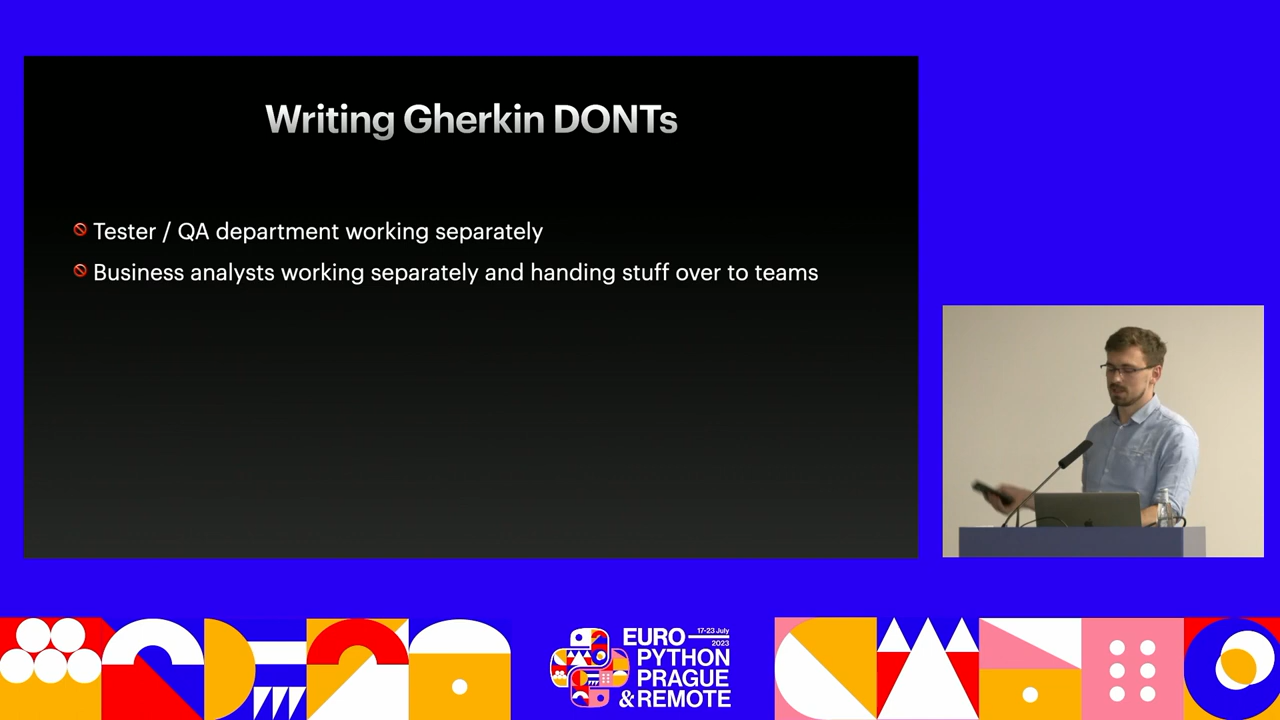 Writing Gherkin DONTs
Tester / QA department working separately
Business analysts working separately and handing stuff over to teams
EURO
17-23 July
2023
PYTHON
PRAGUE
& REMOTE